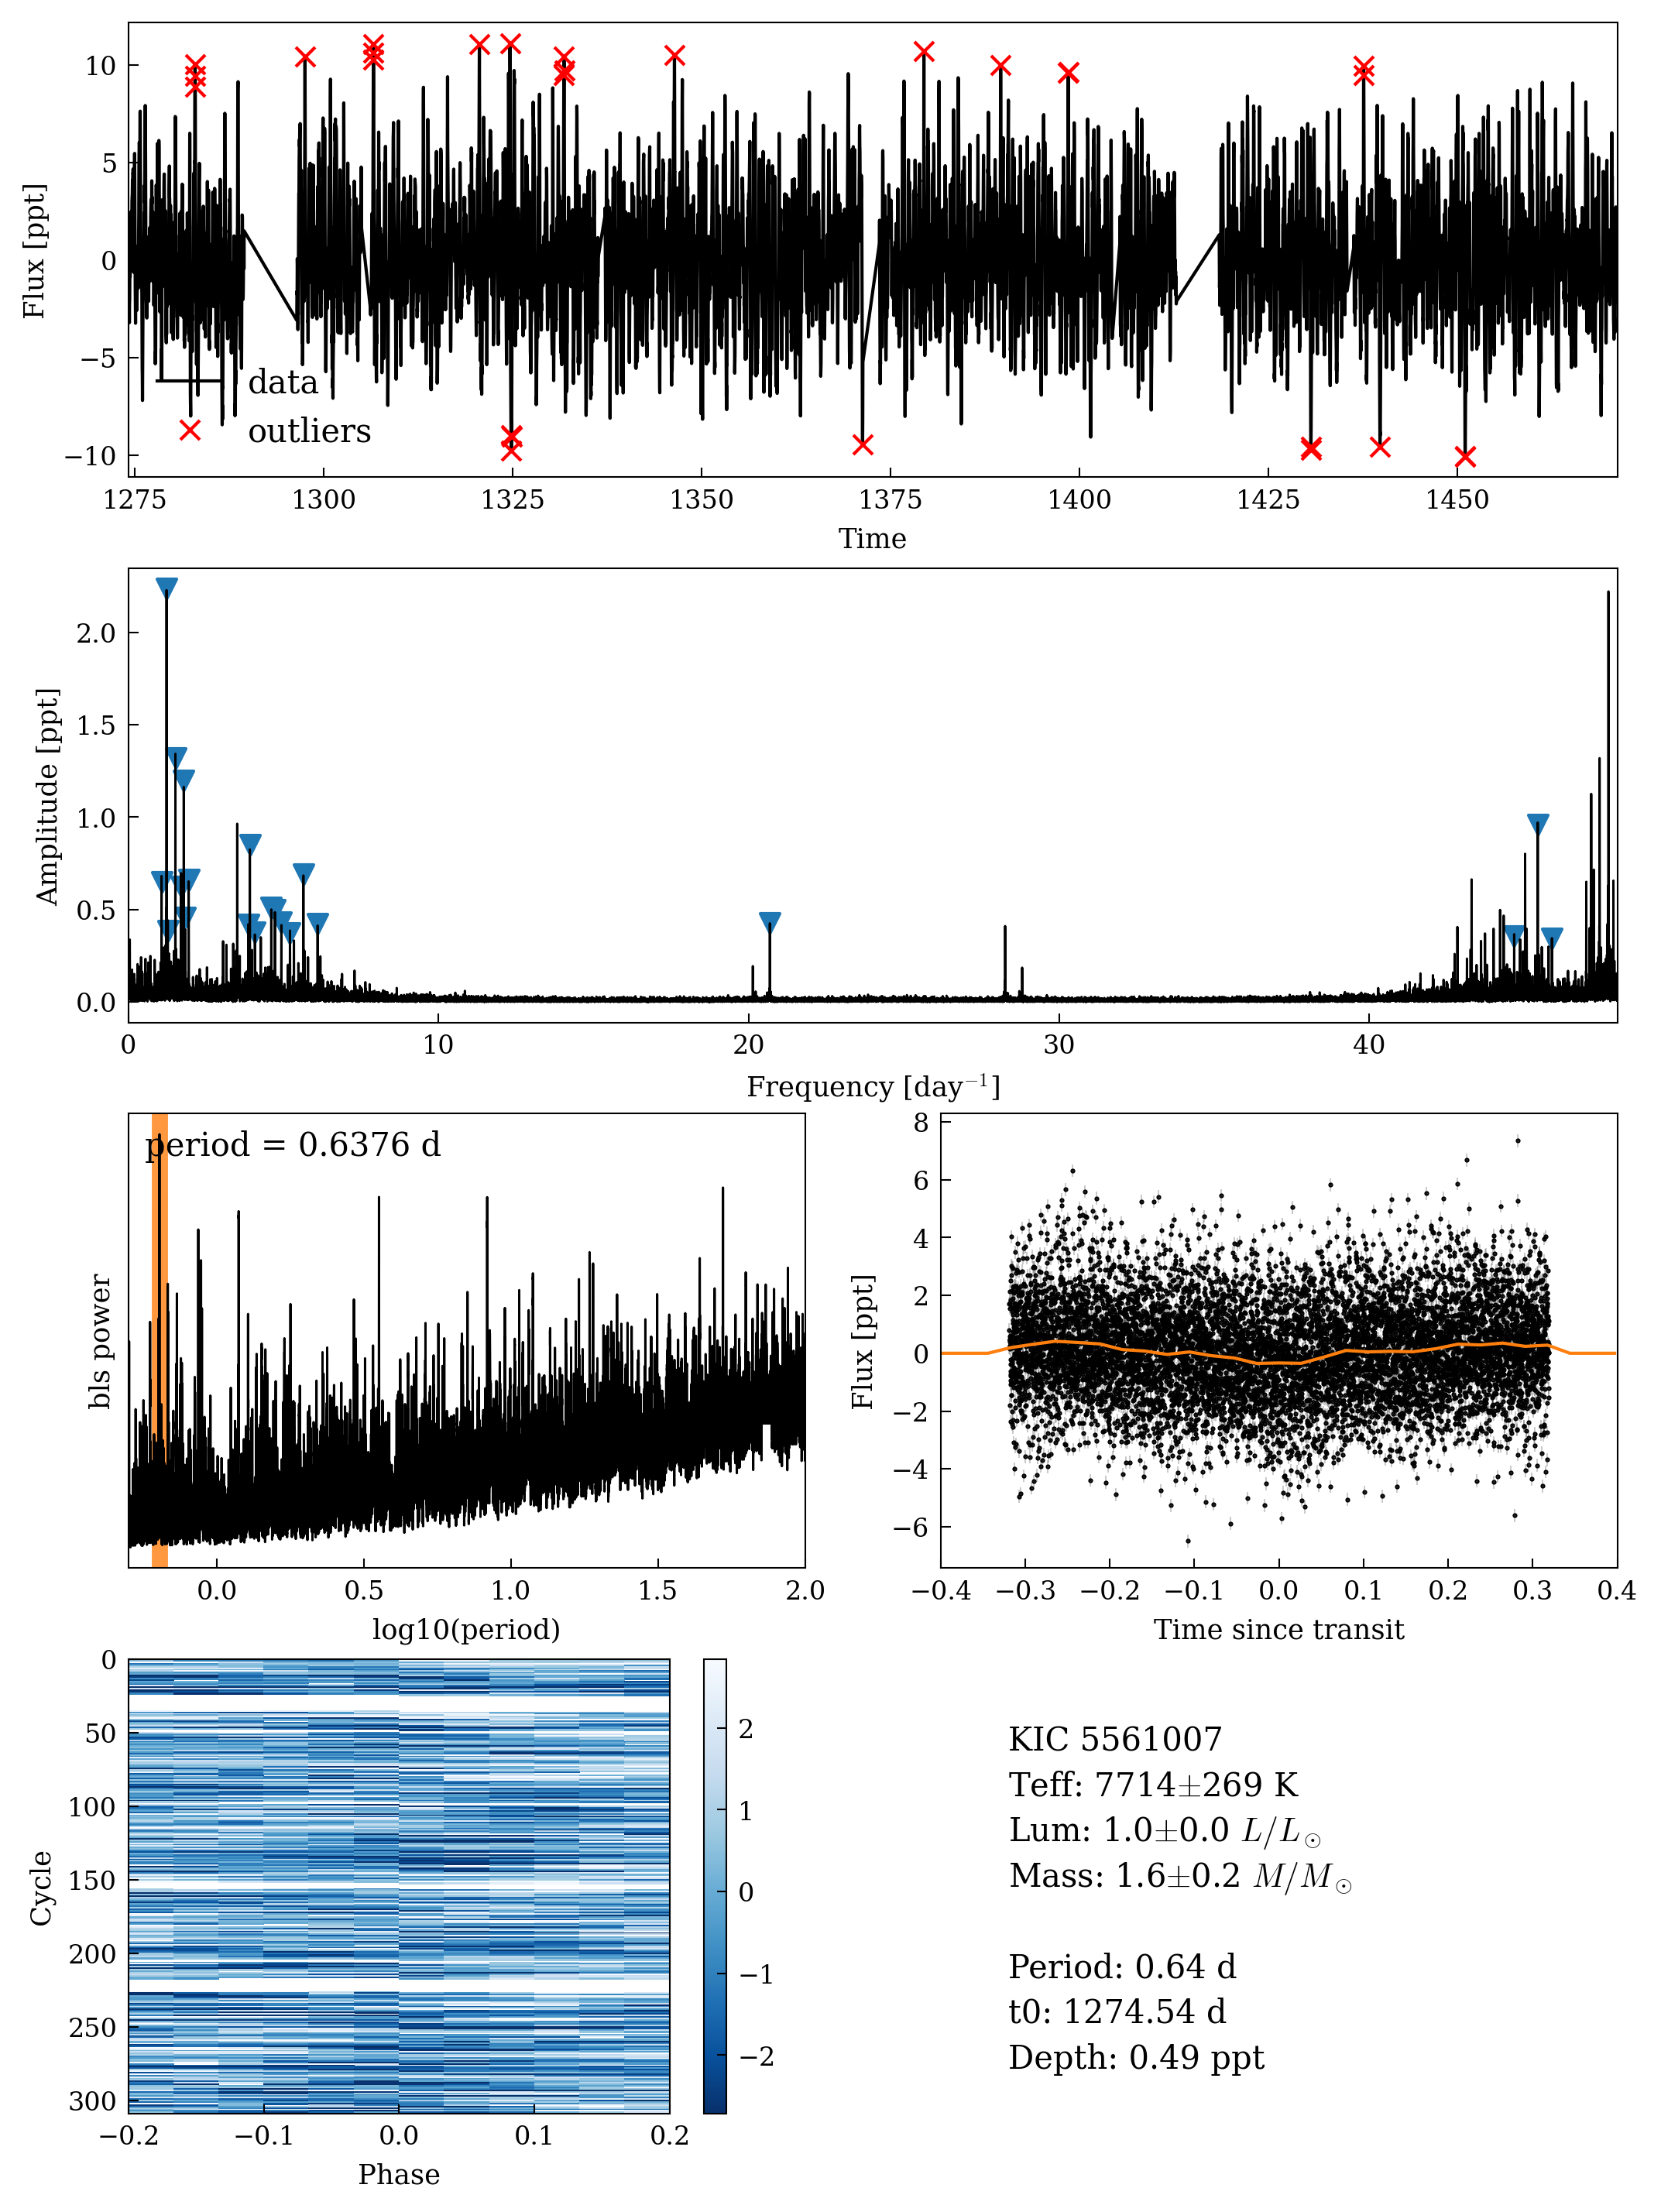 10
5
0
−5
−10
Flux [ppt]
data
outliers
1275 1300 1325 1350 1375 1400 1425 1450
Time
2.0
1.5
1.0
0.5
0.0
Amplitude [ppt]
0 10 20 30 40
Frequency [day⁻¹]
period = 0.6376 d
bls power
0.0 0.5 1.0 1.5 2.0
log10(period)
8
6
4
2
0
−2
−4
−6
Flux [ppt]
−0.4 −0.3 −0.2 −0.1 0.0 0.1 0.2 0.3 0.4
Time since transit
0
50
100
150
200
250
300
Cycle
−0.2 −0.1 0.0 0.1 0.2
Phase
2
1
0
−1
−2
KIC 5561007
Teff: 7714±269 K
Lum: 1.0±0.0 L/L☉
Mass: 1.6±0.2 M/M☉
Period: 0.64 d
t0: 1274.54 d
Depth: 0.49 ppt